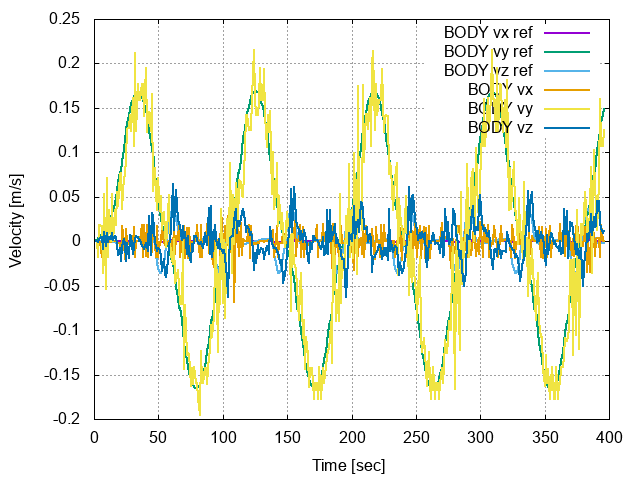 0.25
0.2
0.15
0.1
0.05
0
-0.05
-0.1
-0.15
-0.2
Velocity [m/s]
BODY vx ref
BODY vy ref
BODY vz ref
BODY vx
BODY vy
BODY vz
0 50 100 150 200 250 300 350 400
Time [sec]